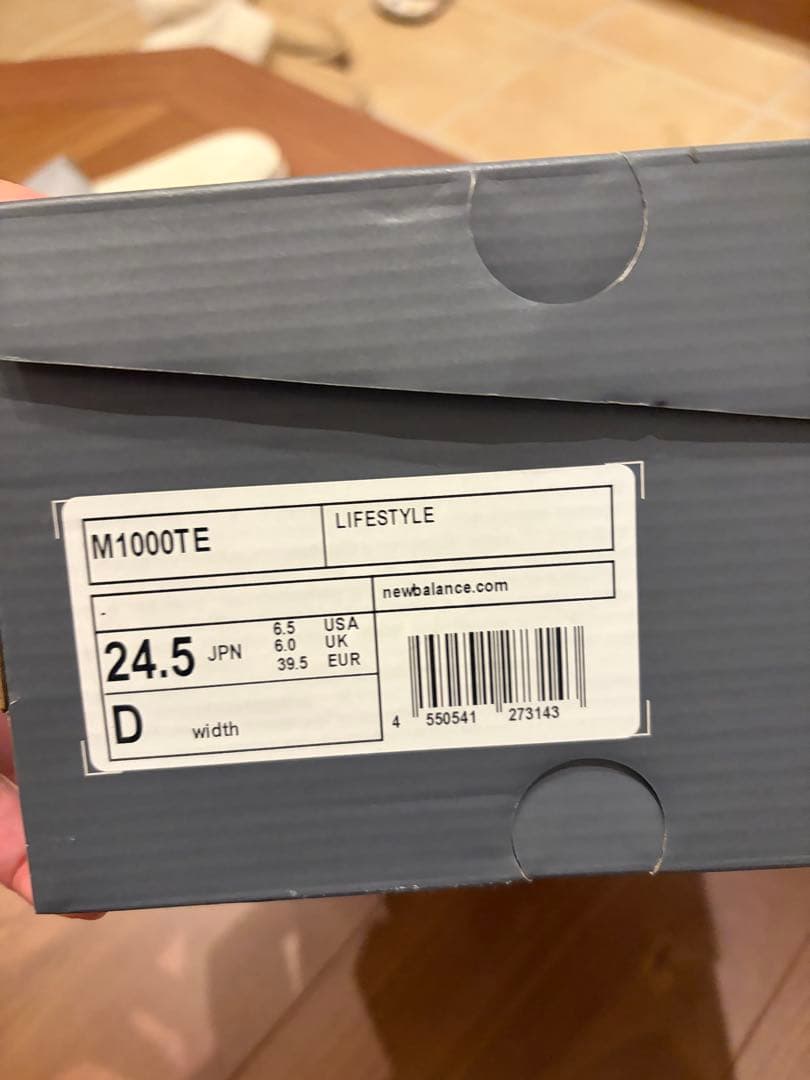 M1000TE
LIFESTYLE
-
newbalance.com
24.5 JPN
6.5 USA
6.0 UK
39.5 EUR
D width
4 550541 273143